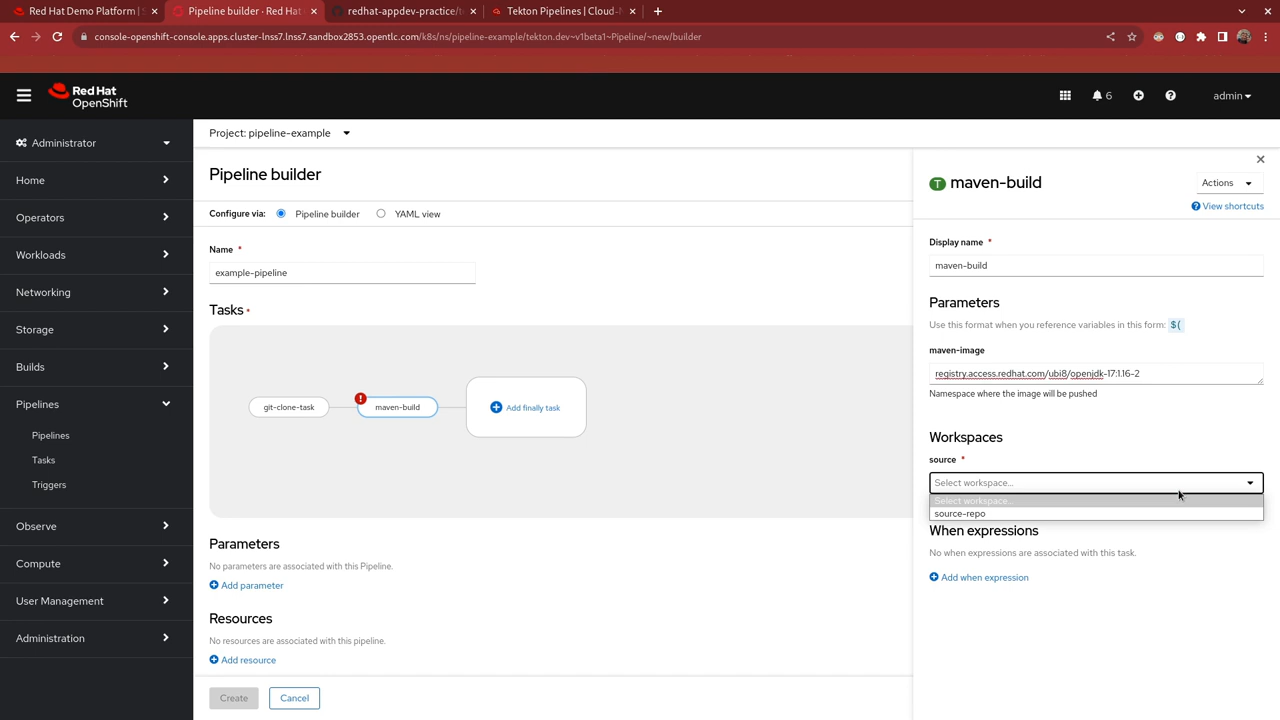 Red Hat Demo Platform | S
Pipeline builder · Red Hat
redhat-appdev-practice/t
Tekton Pipelines | Cloud-N
console-openshift-console.apps.cluster-lnss7.lnss7.sandbox2853.opentlc.com/k8s/ns/pipeline-example/tekton.dev~v1beta1~Pipeline/~new/builder
Red Hat
OpenShift
6
admin
Administrator
Home
Operators
Workloads
Networking
Storage
Builds
Pipelines
Pipelines
Tasks
Triggers
Observe
Compute
User Management
Administration
Project: pipeline-example
Pipeline builder
Configure via:
Pipeline builder
YAML view
Name *
example-pipeline
Tasks *
git-clone-task
maven-build
Add finally task
Parameters
No parameters are associated with this Pipeline.
Add parameter
Resources
No resources are associated with this pipeline.
Add resource
Create
Cancel
T maven-build
Actions
View shortcuts
Display name *
maven-build
Parameters
Use this format when you reference variables in this form: $(
maven-image
registry.access.redhat.com/ubi8/openjdk-17:1.16-2
Namespace where the image will be pushed
Workspaces
source *
Select workspace...
Select workspace...
source-repo
When expressions
No when expressions are associated with this task.
Add when expression